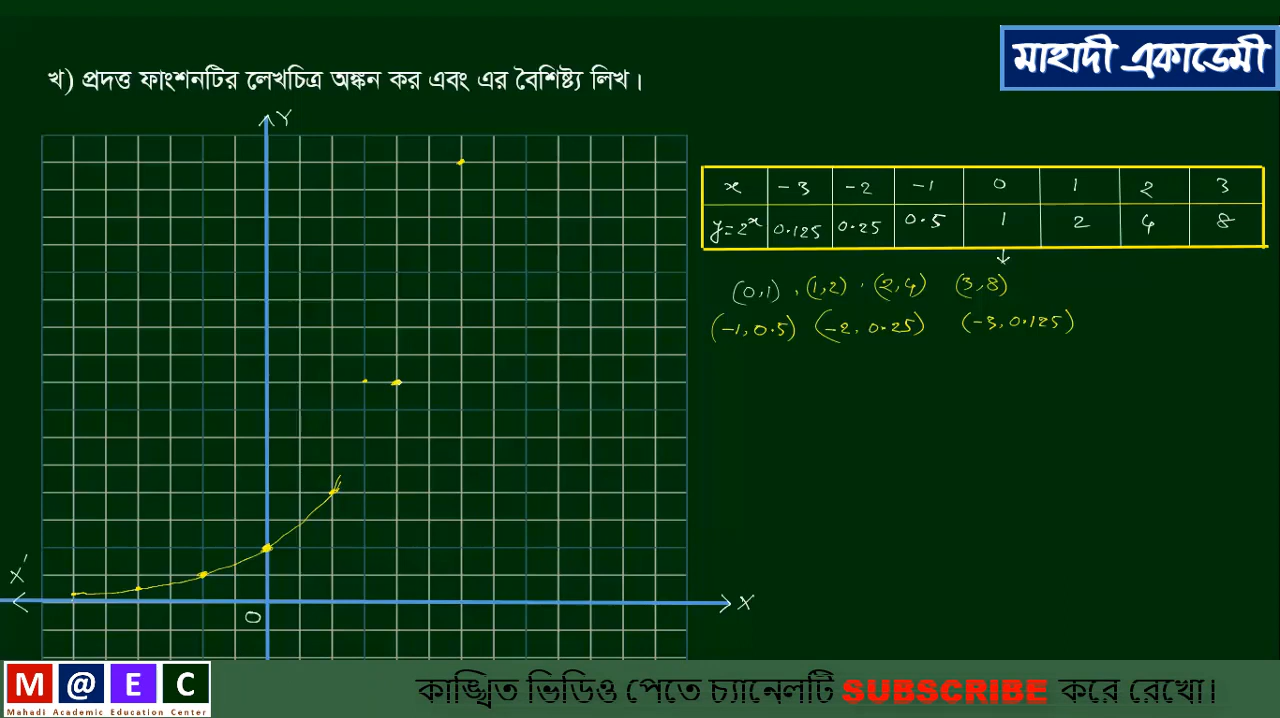 মাহাদী একাডেমী
খ) প্রদত্ত ফাংশনটির লেখচিত্র অঙ্কন কর এবং এর বৈশিষ্ট্য লিখ।
Y
x -3 -2 -1 0 1 2 3
y=2^x 0.125 0.25 0.5 1 2 4 8
(0,1), (1,2), (2,4) (3,8)
(-1, 0.5) (-2, 0.25) (-3, 0.125)
X'
X
O
M @ E C
Mahadi Academic Education Center
কাঙ্খিত ভিডিও পেতে চ্যানেলটি SUBSCRIBE করে রেখো।